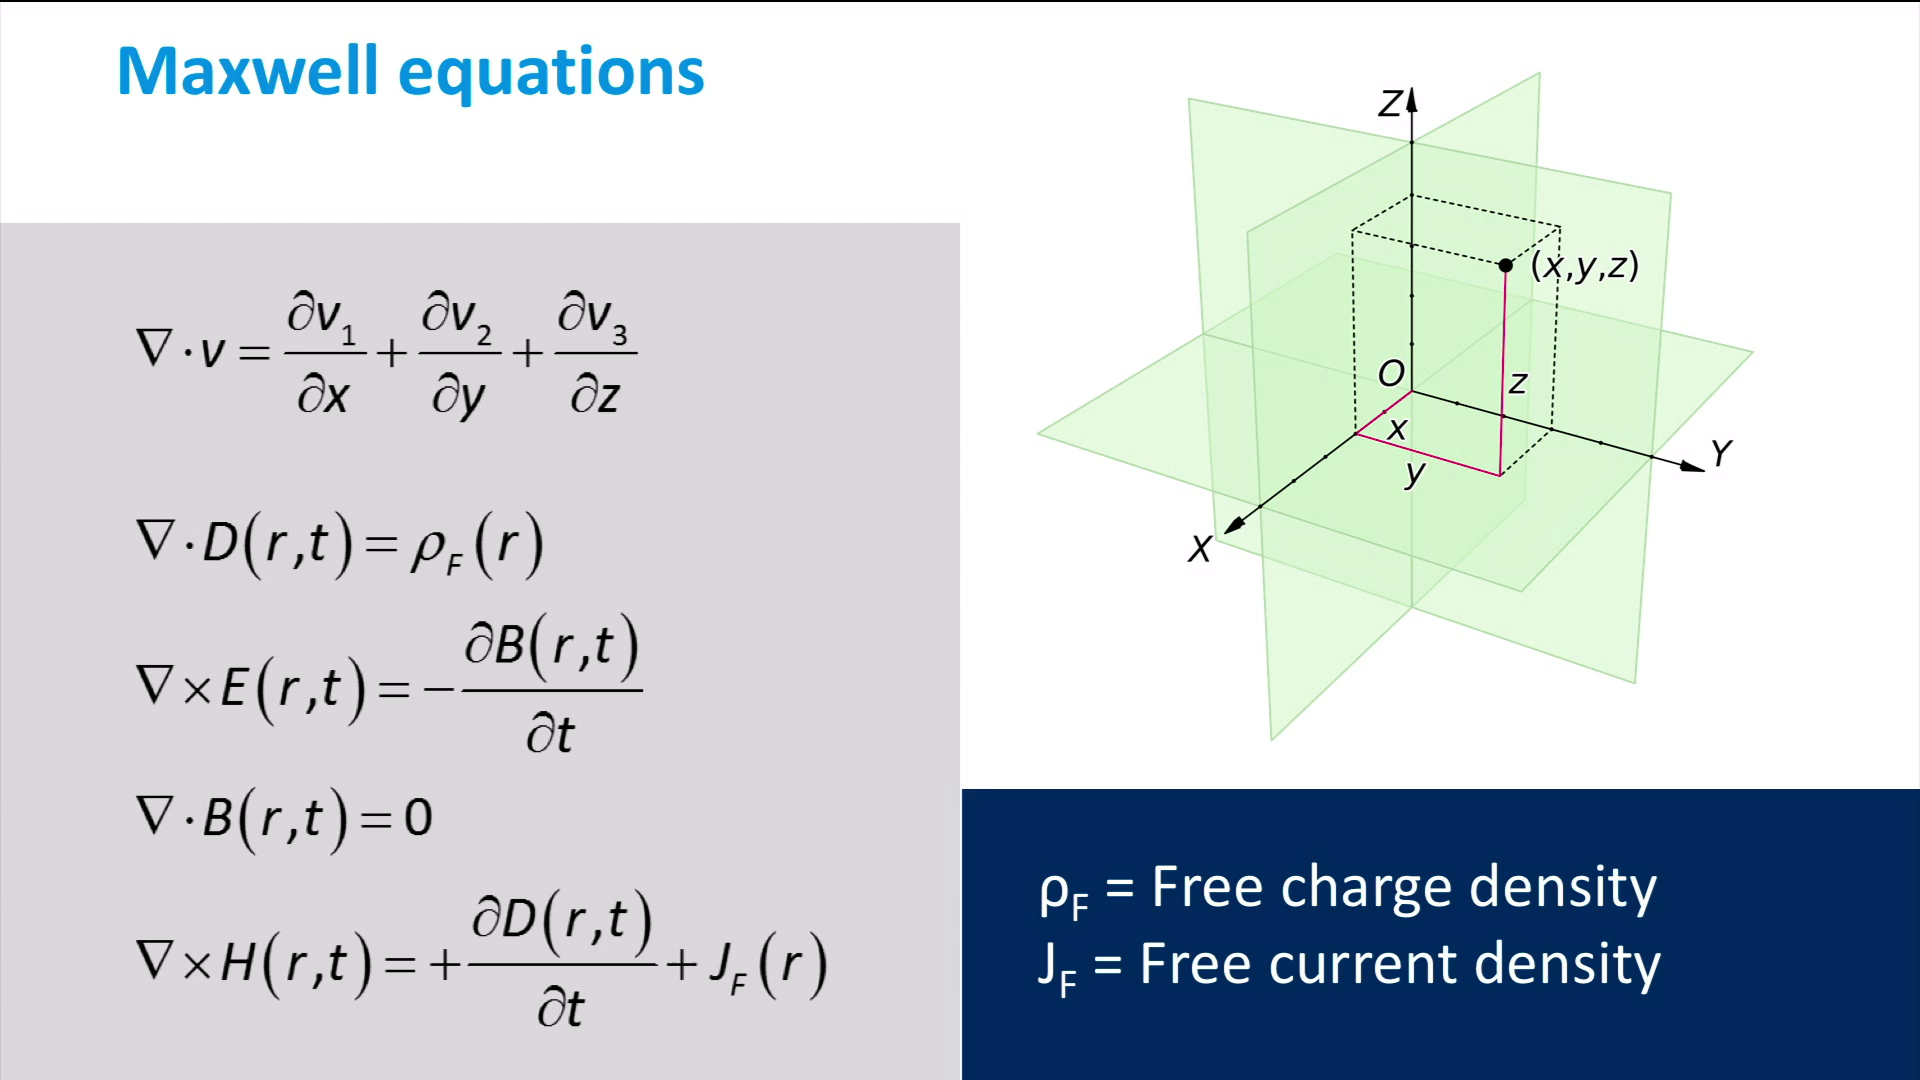 Maxwell equations
∇·v = ∂v₁/∂x + ∂v₂/∂y + ∂v₃/∂z
∇·D(r,t) = ρ_F(r)
∇×E(r,t) = −∂B(r,t)/∂t
∇·B(r,t) = 0
∇×H(r,t) = +∂D(r,t)/∂t + J_F(r)
Z
(x,y,z)
O
z
x
y
Y
X
ρ_F = Free charge density
J_F = Free current density